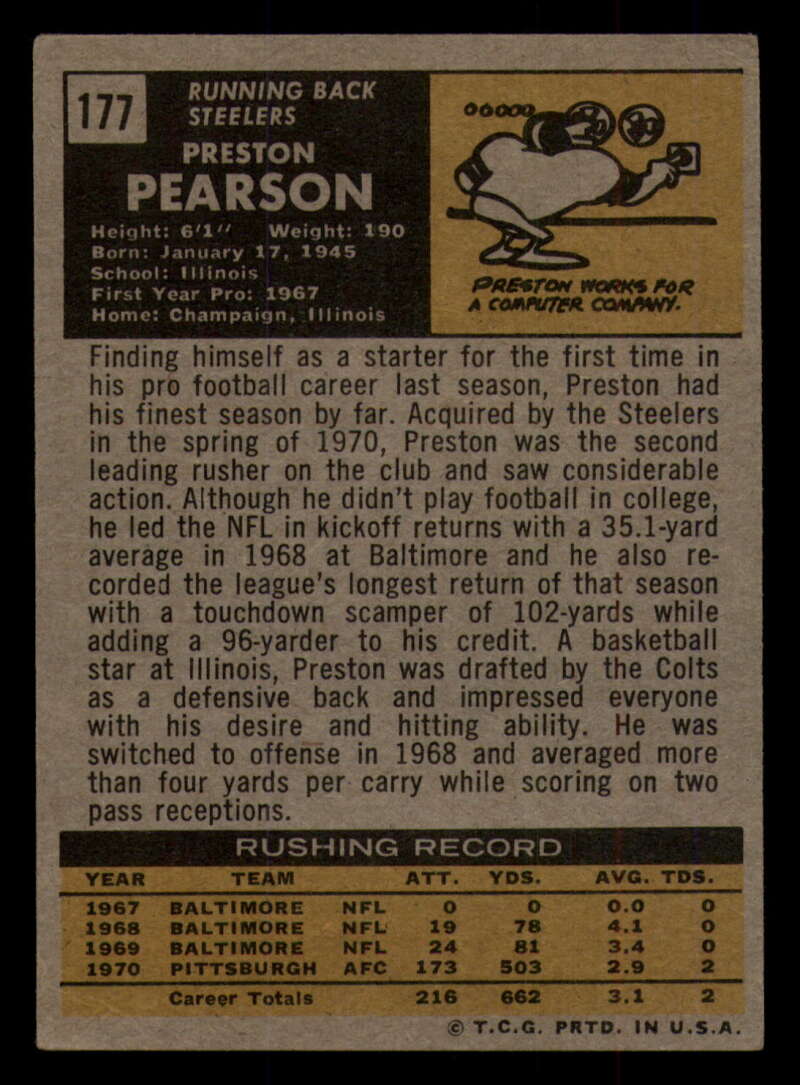 177
RUNNING BACK
STEELERS
PRESTON
PEARSON
Height: 6'1" Weight: 190
Born: January 17, 1945
School: Illinois
First Year Pro: 1967
Home: Champaign, Illinois
PRESTON WORKS FOR
A COMPUTER COMPANY.
Finding himself as a starter for the first time in
his pro football career last season, Preston had
his finest season by far. Acquired by the Steelers
in the spring of 1970, Preston was the second
leading rusher on the club and saw considerable
action. Although he didn't play football in college,
he led the NFL in kickoff returns with a 35.1-yard
average in 1968 at Baltimore and he also re-
corded the league's longest return of that season
with a touchdown scamper of 102-yards while
adding a 96-yarder to his credit. A basketball
star at Illinois, Preston was drafted by the Colts
as a defensive back and impressed everyone
with his desire and hitting ability. He was
switched to offense in 1968 and averaged more
than four yards per carry while scoring on two
pass receptions.
RUSHING RECORD
YEAR TEAM ATT. YDS. AVG. TDS.
1967 BALTIMORE NFL 0 0 0.0 0
1968 BALTIMORE NFL 19 78 4.1 0
1969 BALTIMORE NFL 24 81 3.4 0
1970 PITTSBURGH AFC 173 503 2.9 2
Career Totals 216 662 3.1 2
© T.C.G. PRTD. IN U.S.A.